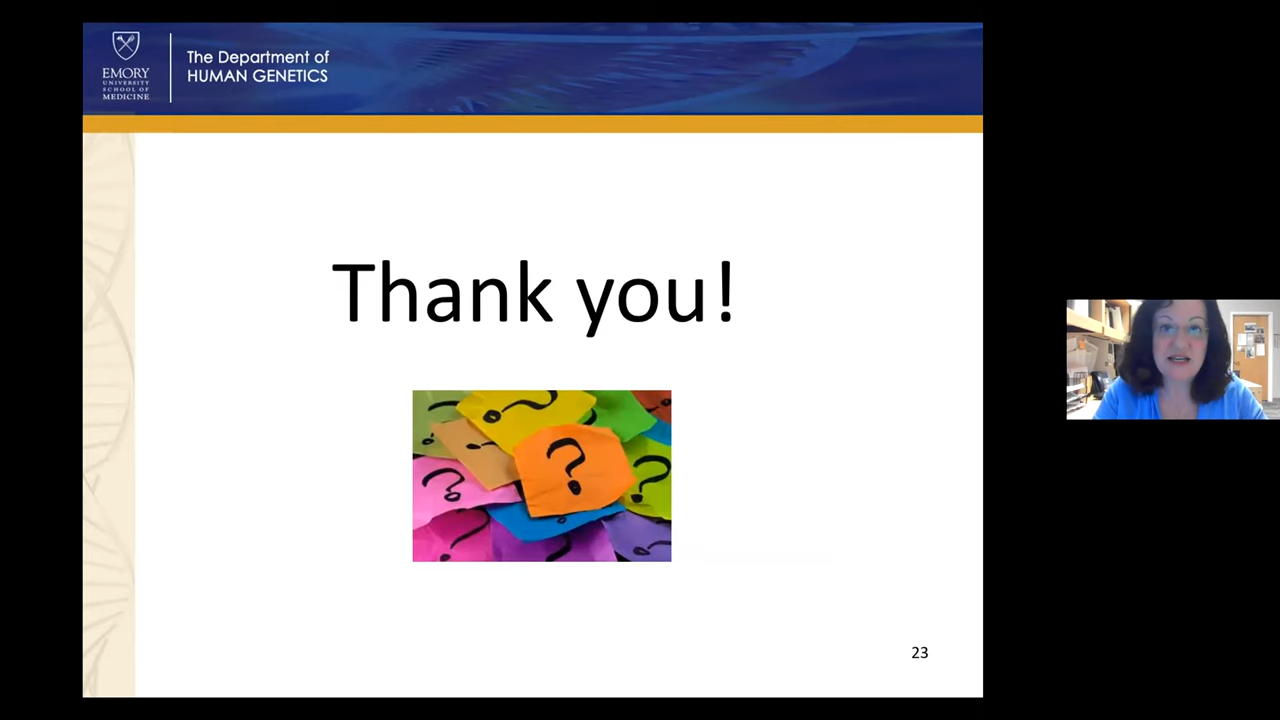 EMORY
UNIVERSITY
SCHOOL OF
MEDICINE
The Department of
HUMAN GENETICS
Thank you!
?
?
?
?
23